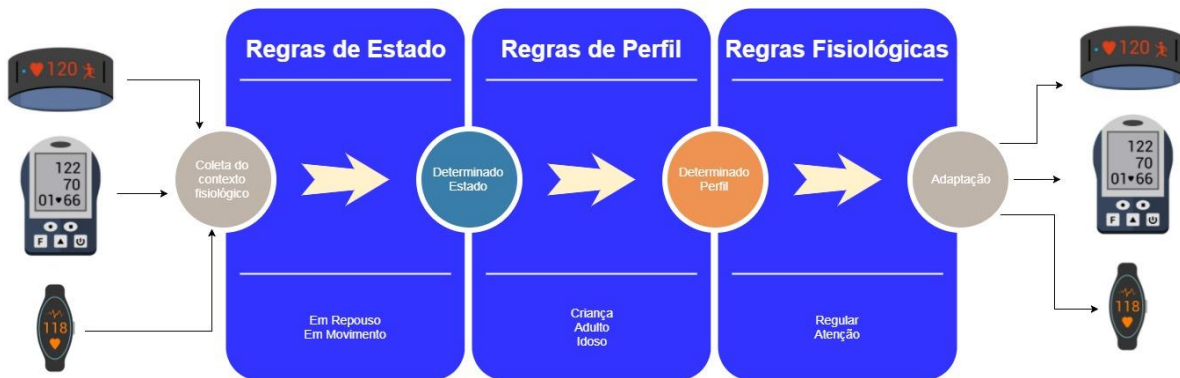 Regras de Estado
Regras de Perfil
Regras Fisiológicas
120
122
70
01♥66
F
118
Coleta do
contexto
fisiológico
Determinado
Estado
Determinado
Perfil
Adaptação
Em Repouso
Em Movimento
Criança
Adulto
Idoso
Regular
Atenção
120
122
70
01♥66
F
118